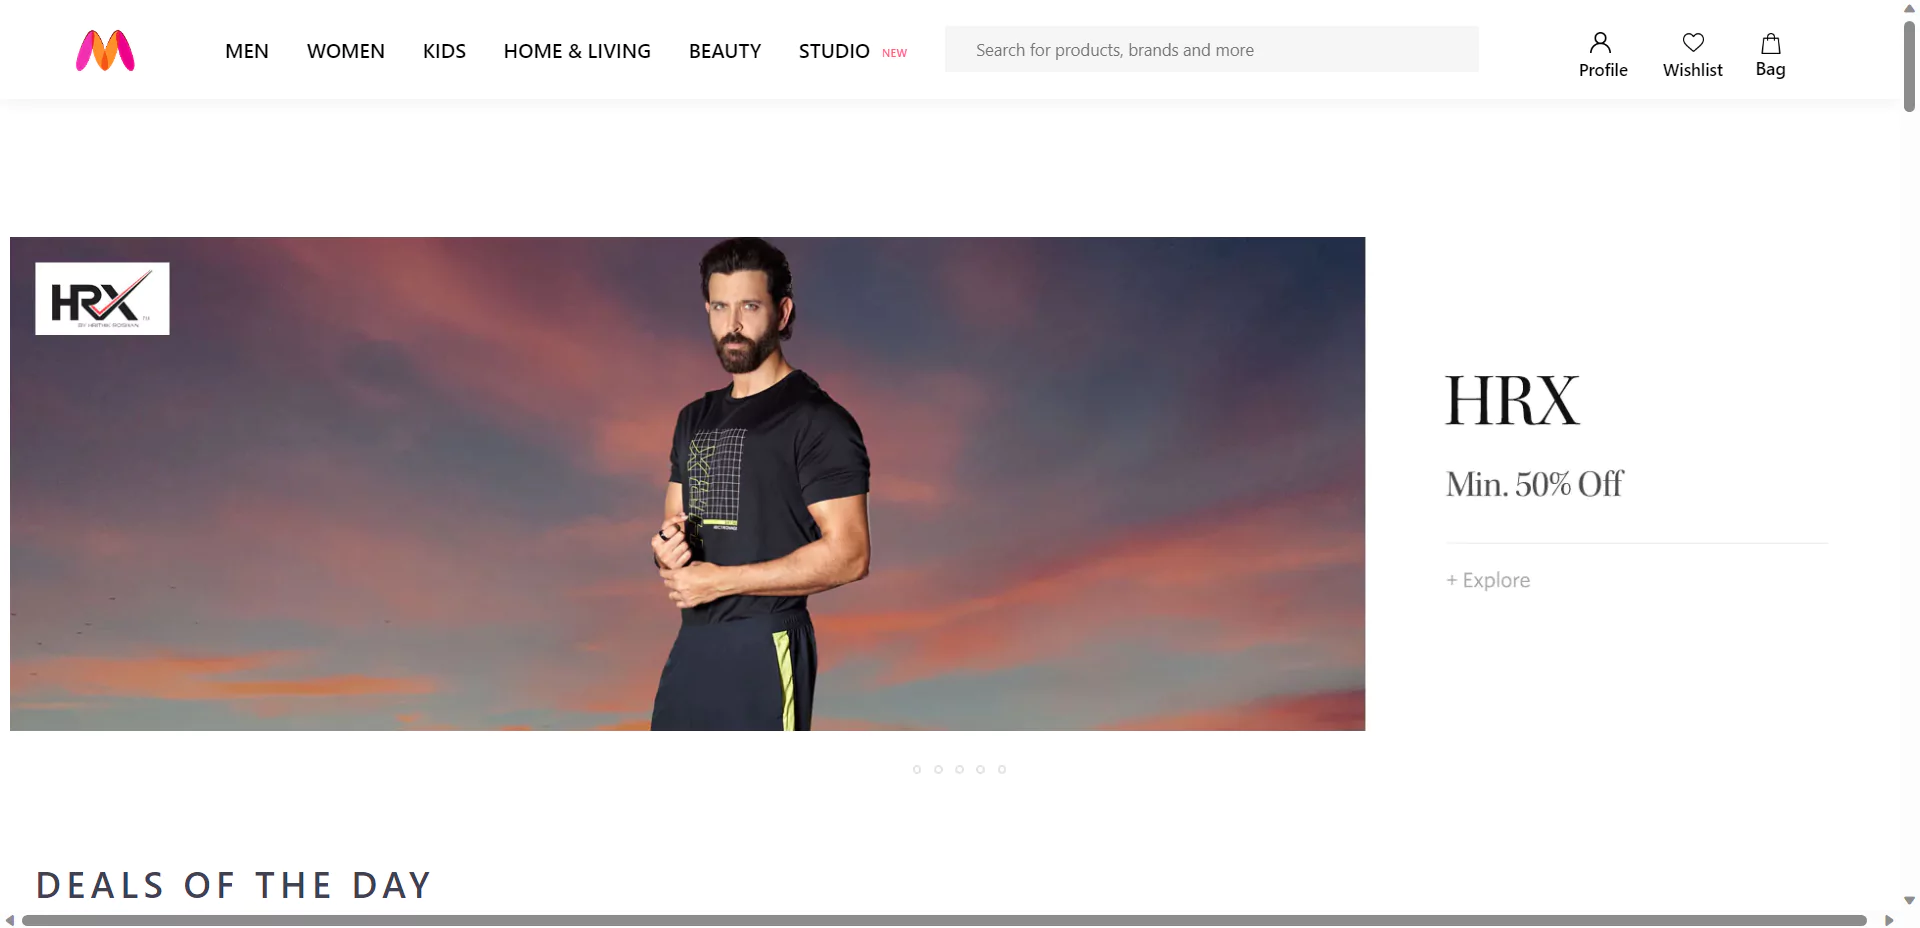 MEN WOMEN KIDS HOME & LIVING BEAUTY STUDIO NEW
Search for products, brands and more
Profile Wishlist Bag
HRX
BY HRITHIK ROSHAN
TM
HRX
Min. 50% Off
+ Explore
DEALS OF THE DAY